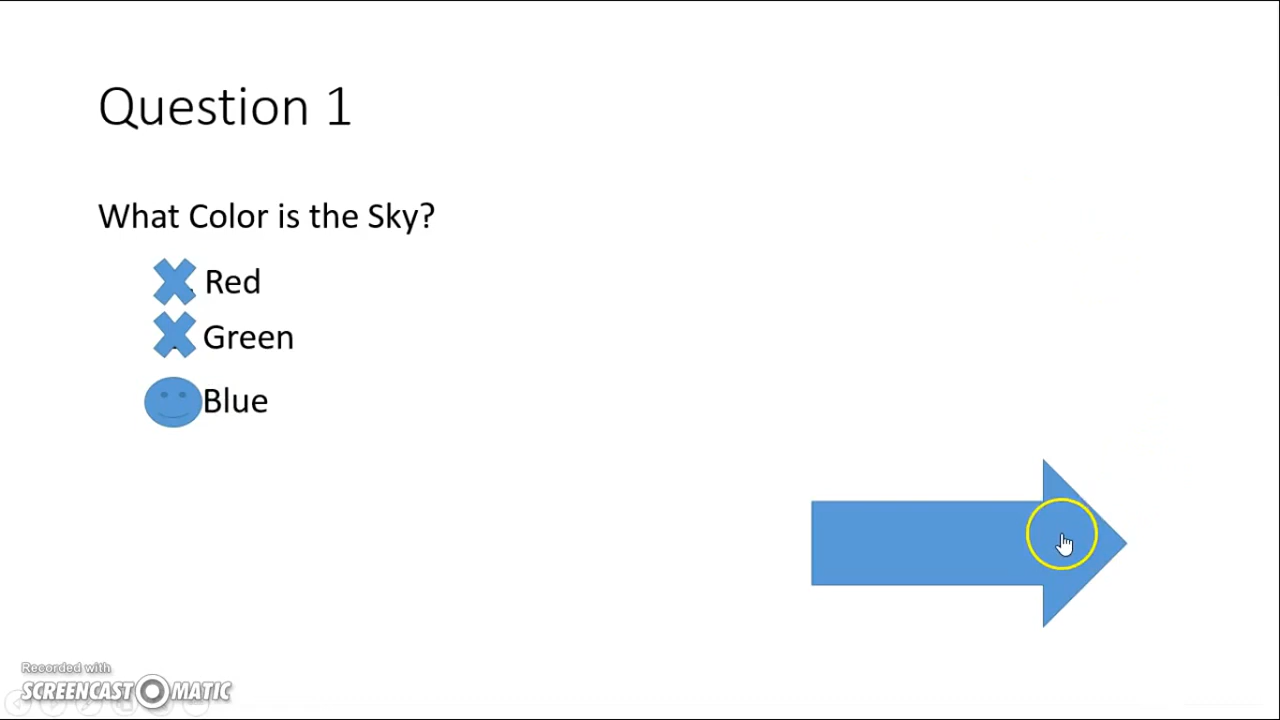 Question 1
What Color is the Sky?
Red
Green
Blue
Recorded with
SCREENCAST MATIC